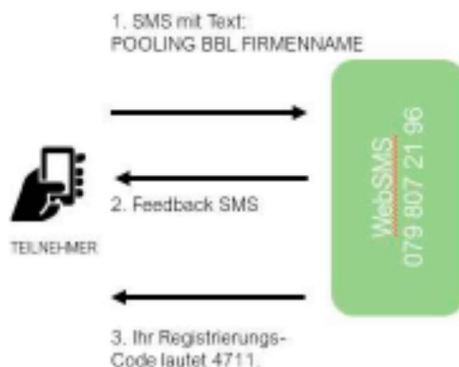 1. SMS mit Text:
POOLING BBL FIRMENNAME
WebSMS
079 807 21 96
2. Feedback SMS
TEILNEHMER
3. Ihr Registrierungs-
Code lautet 4711.